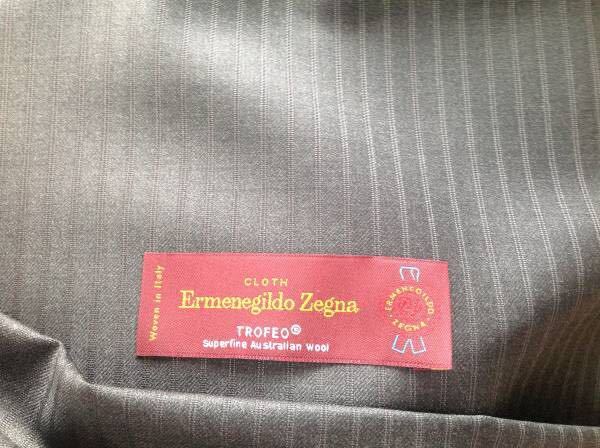 Woven in Italy
CLOTH
Ermenegildo Zegna
TROFEO®
Superfine Australian Wool
ERMENEGILDO
ZEGNA